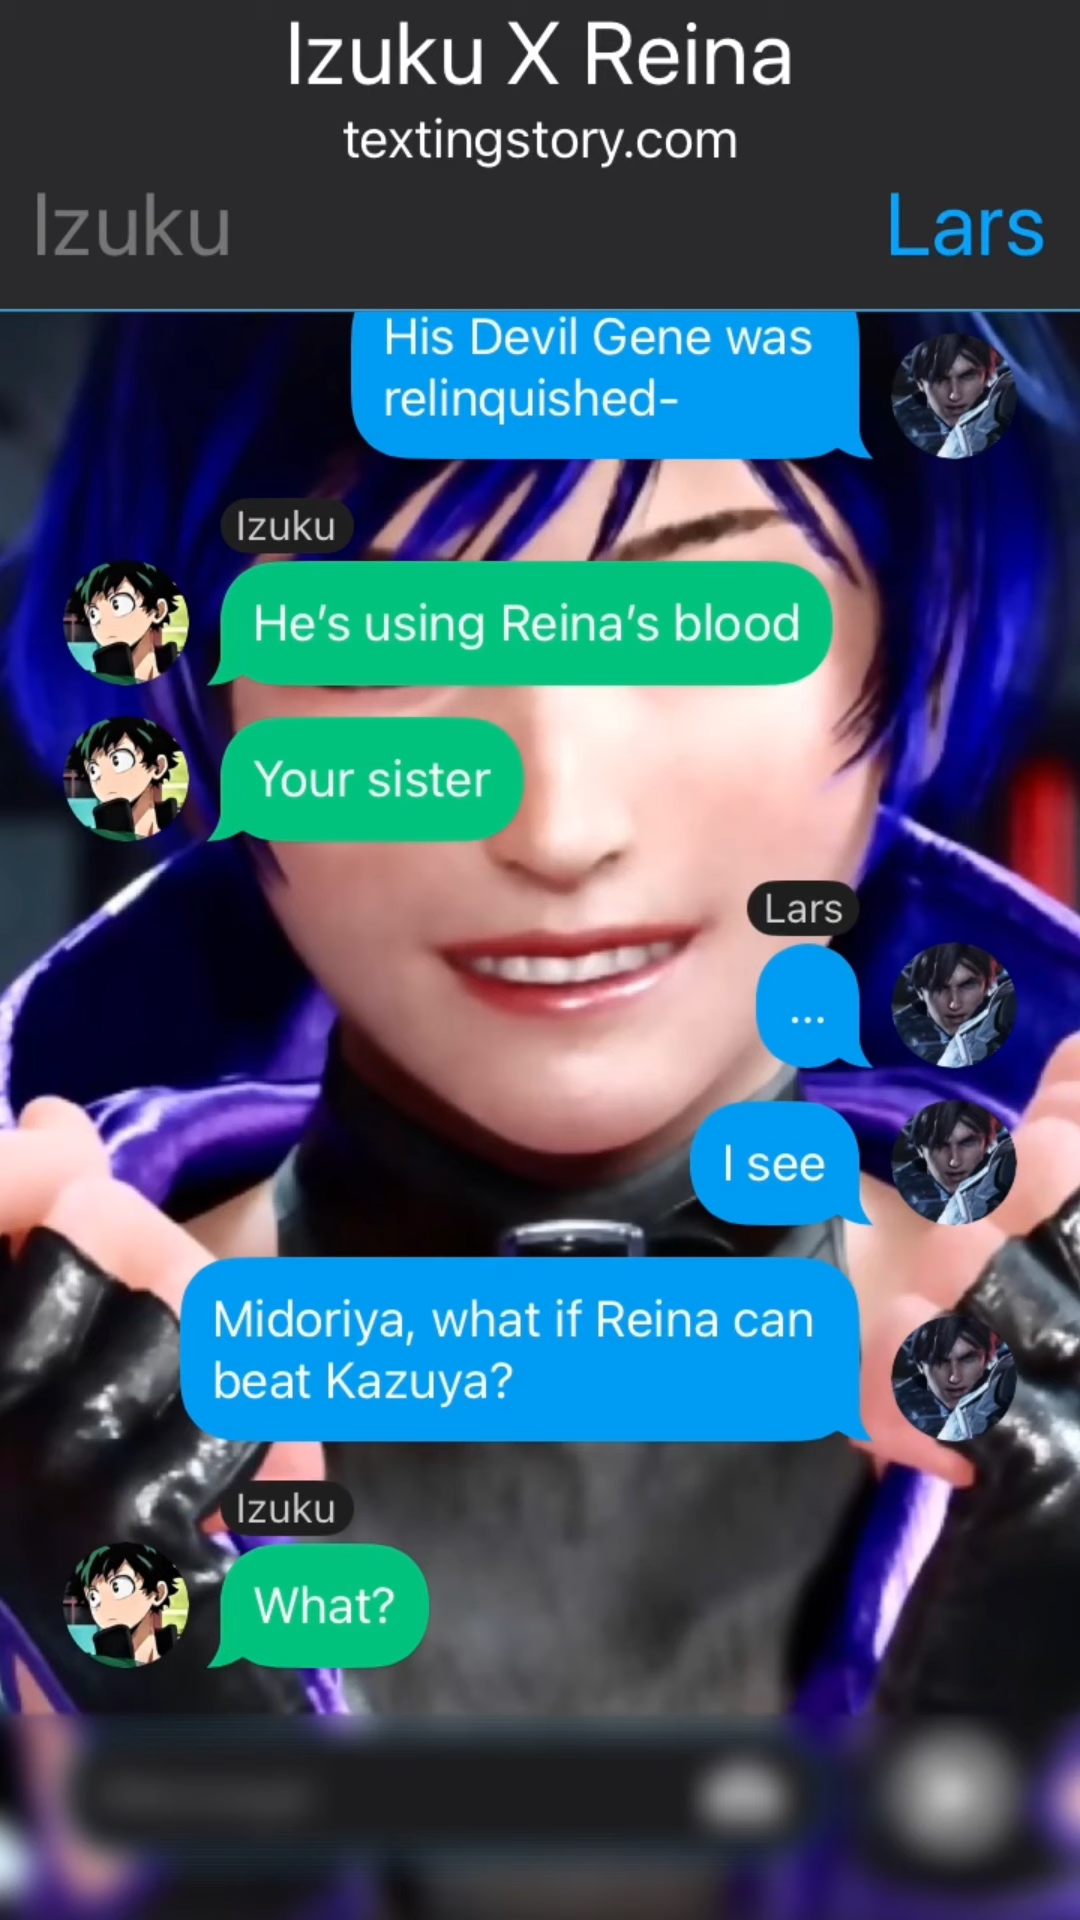 Izuku X Reina
textingstory.com
Izuku
Lars
His Devil Gene was
relinquished-
Izuku
He’s using Reina’s blood
Your sister
Lars
...
I see
Midoriya, what if Reina can
beat Kazuya?
Izuku
What?